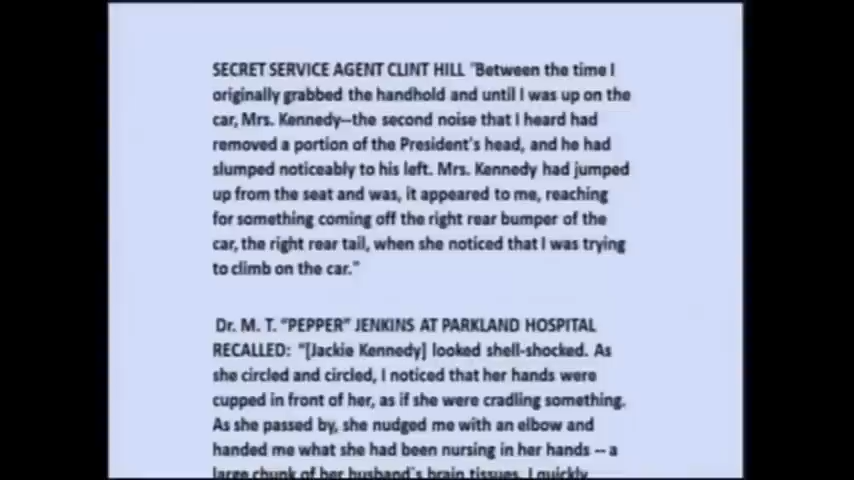 SECRET SERVICE AGENT CLINT HILL "Between the time I
originally grabbed the handhold and until I was up on the
car, Mrs. Kennedy--the second noise that I heard had
removed a portion of the President's head, and he had
slumped noticeably to his left. Mrs. Kennedy had jumped
up from the seat and was, it appeared to me, reaching
for something coming off the right rear bumper of the
car, the right rear tail, when she noticed that I was trying
to climb on the car."
Dr. M. T. “PEPPER” JENKINS AT PARKLAND HOSPITAL
RECALLED: "[Jackie Kennedy] looked shell-shocked. As
she circled and circled, I noticed that her hands were
cupped in front of her, as if she were cradling something.
As she passed by, she nudged me with an elbow and
handed me what she had been nursing in her hands -- a
large chunk of her husband's brain tissues. I quickly